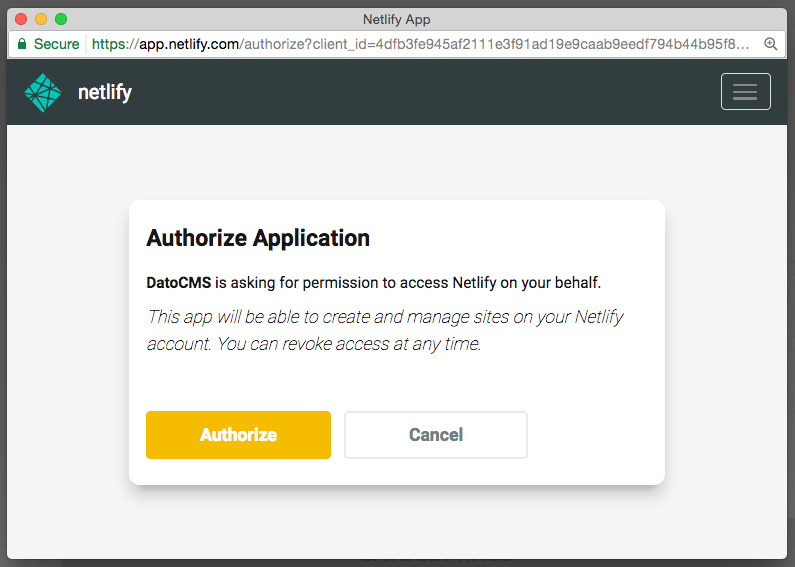 Netlify App
Secure https://app.netlify.com/authorize?client_id=4dfb3fe945af2111e3f91ad19e9caab9eedf794b44b95f8...
netlify
Authorize Application
DatoCMS is asking for permission to access Netlify on your behalf.
This app will be able to create and manage sites on your Netlify
account. You can revoke access at any time.
Authorize Cancel